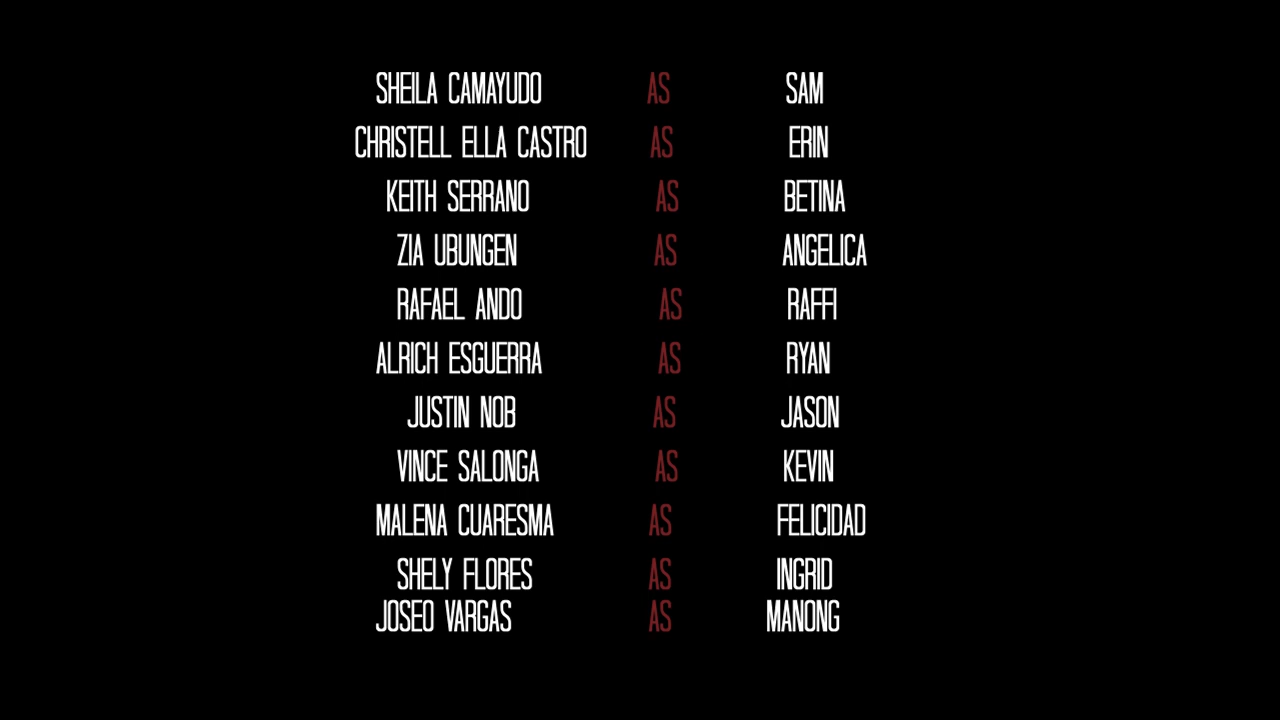 SHEILA CAMAYUDO AS SAM
CHRISTELL ELLA CASTRO AS ERIN
KEITH SERRANO AS BETINA
ZIA UBUNGEN AS ANGELICA
RAFAEL ANDO AS RAFFI
ALRICH ESGUERRA AS RYAN
JUSTIN NOB AS JASON
VINCE SALONGA AS KEVIN
MALENA CUARESMA AS FELICIDAD
SHELY FLORES AS INGRID
JOSEO VARGAS AS MANONG